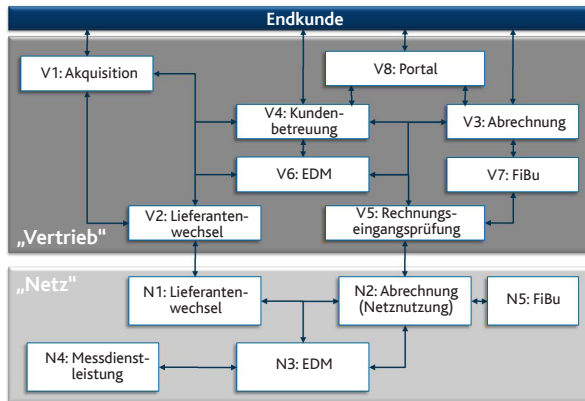 Endkunde
V1: Akquisition
V8: Portal
V4: Kunden-
betreuung
V3: Abrechnung
V6: EDM
V7: FiBu
V2: Lieferanten-
wechsel
V5: Rechnungs-
eingangsprüfung
„Vertrieb"
„Netz"
N1: Lieferanten-
wechsel
N2: Abrechnung
(Netznutzung)
N5: FiBu
N4: Messdienst-
leistung
N3: EDM